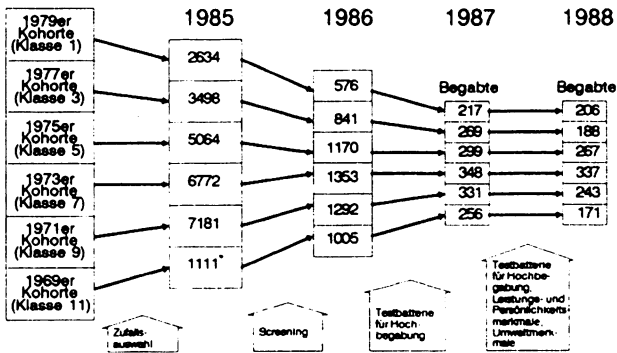 1985 1986 1987 1988
1979er
Kohorte
(Klasse 1)
1977er
Kohorte
(Klasse 3)
1975er
Kohorte
(Klasse 5)
1973er
Kohorte
(Klasse 7)
1971er
Kohorte
(Klasse 9)
1969er
Kohorte
(Klasse 11)
2634
3498
5064
6772
7181
1111*
576
841
1170
1353
1292
1005
Begabte
217
269
299
348
331
256
Begabte
206
188
267
337
243
171
Zufalls-
auswahl
Screening
Testbatterie
für Hoch
begabung
Testbatterie
für Hochbe-
gabung,
Leistungs- und
Persönlichkerts
merkmale,
Umweltmerk-
male